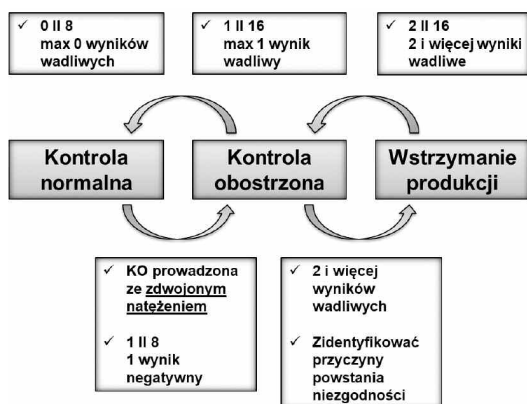 ✓ 0 II 8
max 0 wyników
wadliwych
✓ 1 II 16
max 1 wynik
wadliwy
✓ 2 II 16
2 i więcej wyniki
wadliwe
Kontrola
normalna
Kontrola
obostrzona
Wstrzymanie
produkcji
✓ KO prowadzona
ze zdwojonym
natężeniem
✓ 1 II 8
1 wynik
negatywny
✓ 2 i więcej
wyników
wadliwych
✓ Zidentyfikować
przyczyny
powstania
niezgodności